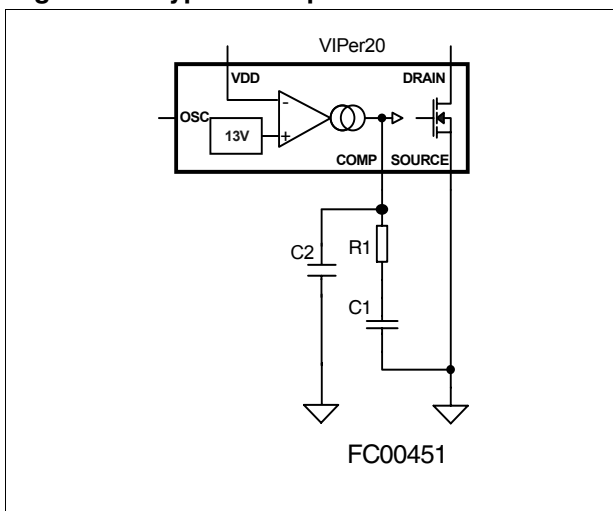 VIPer20
VDD
DRAIN
-
OSC
13V
+
COMP
SOURCE
C2
R1
C1
FC00451